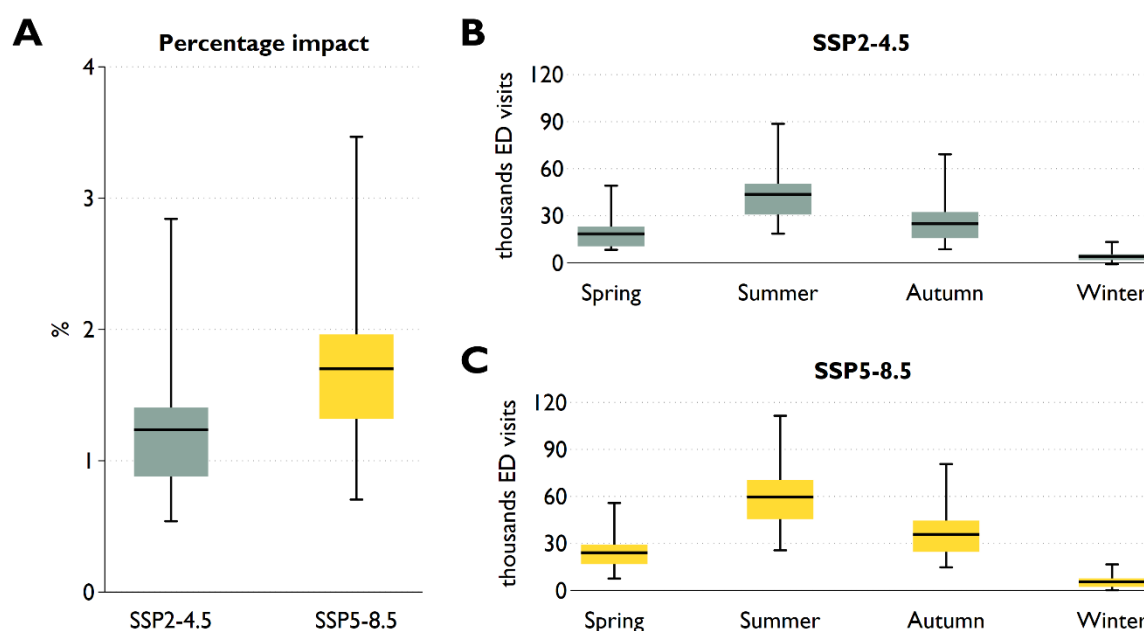 A
Percentage impact
4
3
2
1
0
%
SSP2-4.5 SSP5-8.5
B
SSP2-4.5
120
90
60
30
0
thousands ED visits
Spring Summer Autumn Winter
C
SSP5-8.5
120
90
60
30
0
thousands ED visits
Spring Summer Autumn Winter